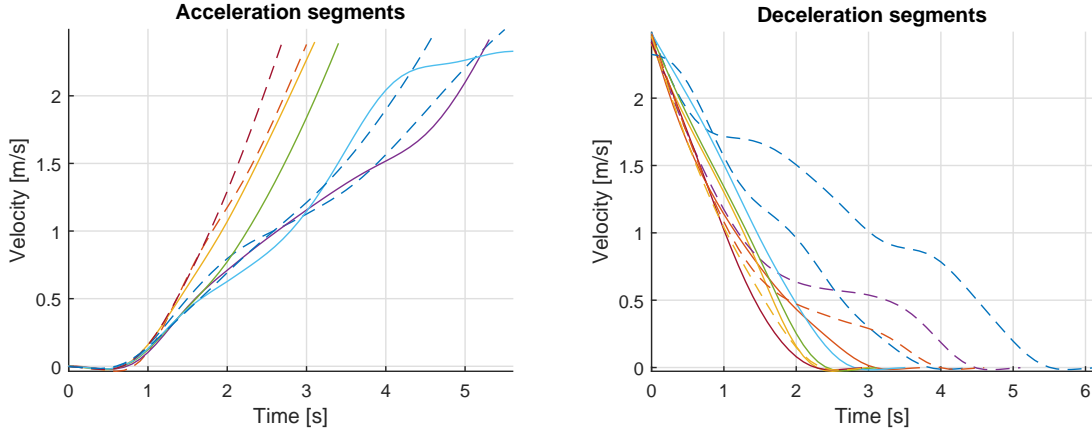 Acceleration segments
2
1.5
1
0.5
0
Velocity [m/s]
0 1 2 3 4 5
Time [s]
Deceleration segments
2
1.5
1
0.5
0
Velocity [m/s]
0 1 2 3 4 5 6
Time [s]